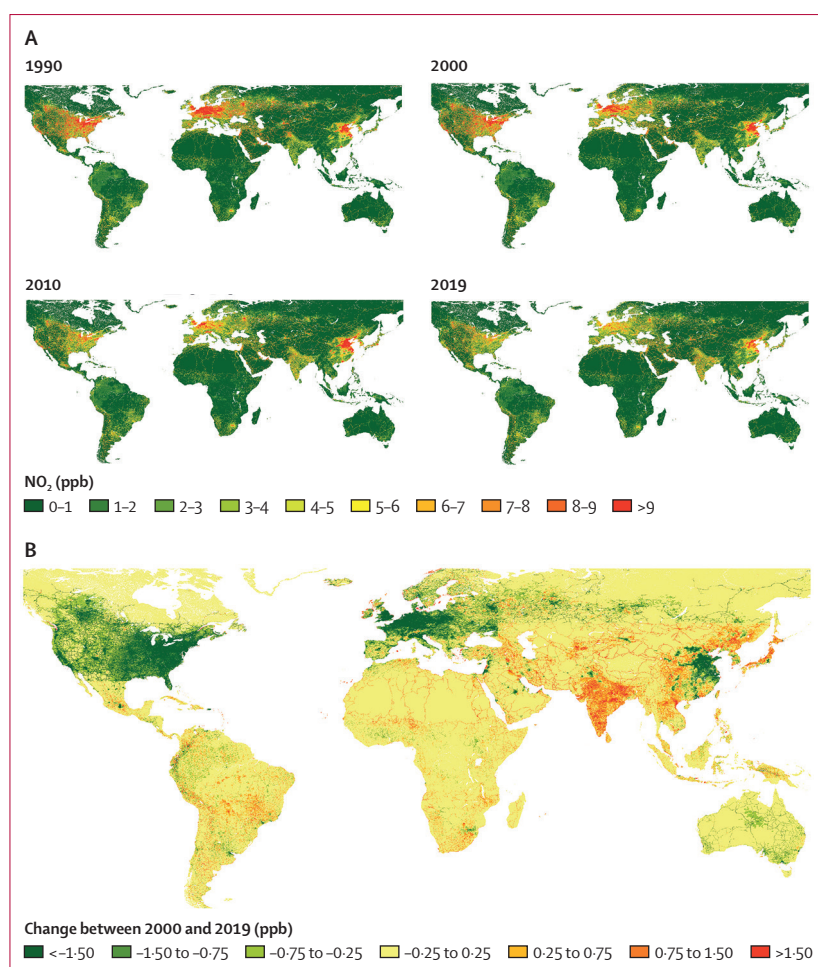 A
1990 2000
2010 2019
NO₂ (ppb)
0–1 1–2 2–3 3–4 4–5 5–6 6–7 7–8 8–9 >9
B
Change between 2000 and 2019 (ppb)
<–1·50 –1·50 to –0·75 –0·75 to –0·25 –0·25 to 0·25 0·25 to 0·75 0·75 to 1·50 >1·50